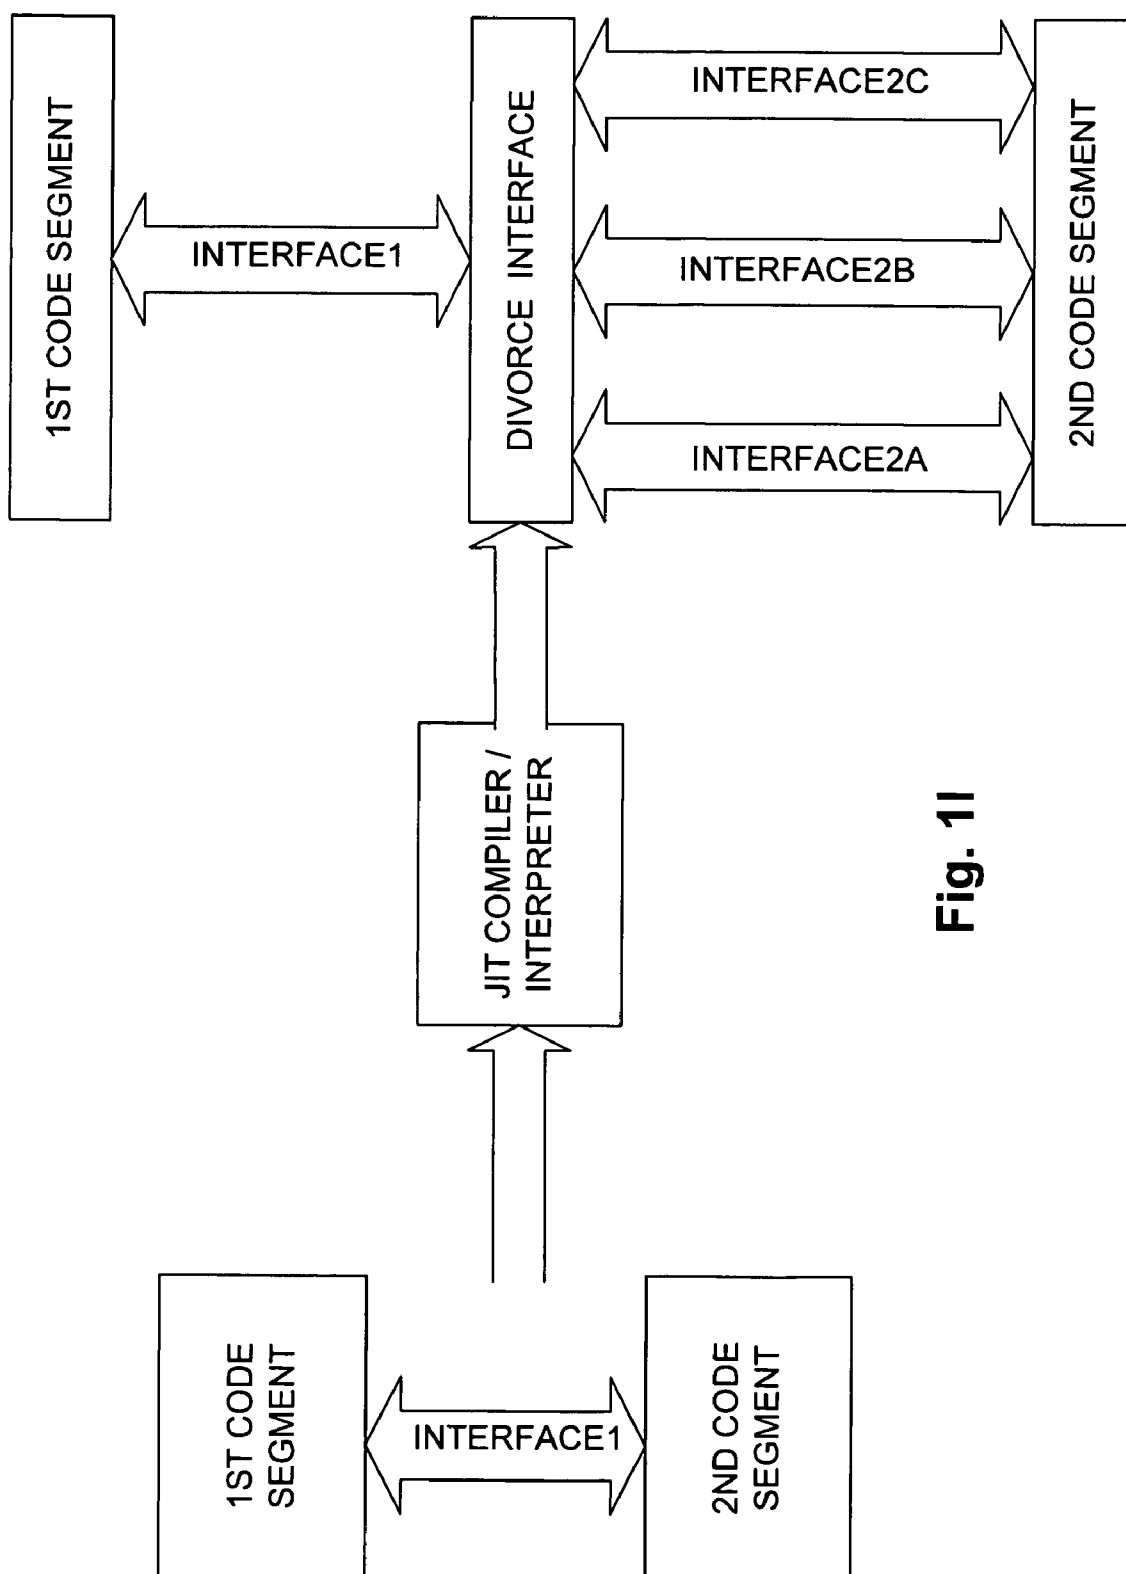 1ST CODE
SEGMENT
INTERFACE1
2ND CODE
SEGMENT
JIT COMPILER /
INTERPRETER
1ST CODE SEGMENT
INTERFACE1
DIVORCE INTERFACE
INTERFACE2A
INTERFACE2B
INTERFACE2C
2ND CODE SEGMENT
Fig. 1I